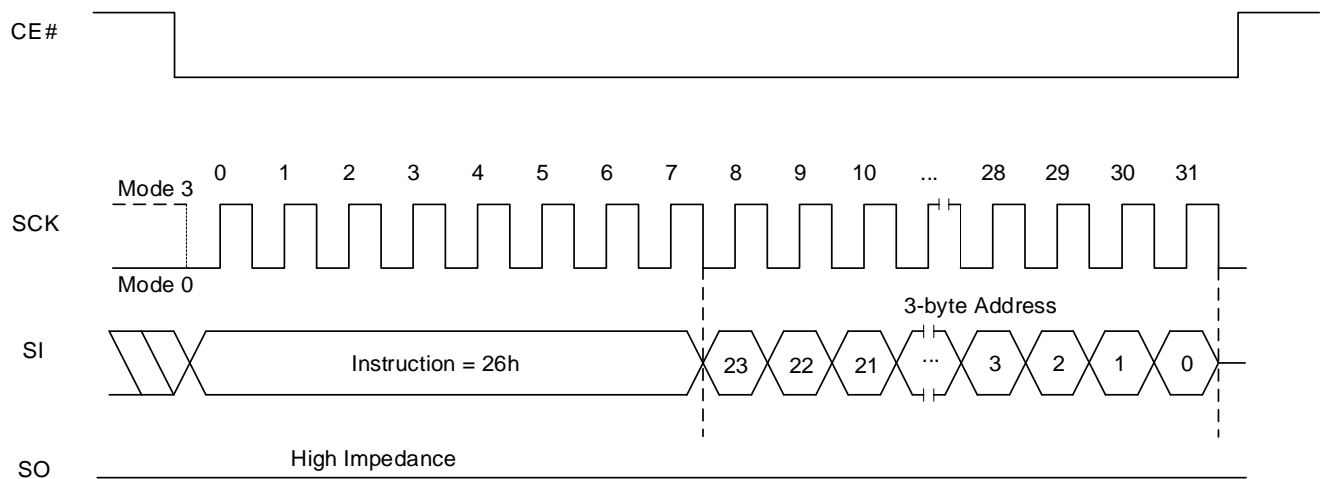 CE#
0 1 2 3 4 5 6 7 8 9 10 ... 28 29 30 31
Mode 3
SCK
Mode 0
3-byte Address
SI
Instruction = 26h 23 22 21 ... 3 2 1 0
High Impedance
SO